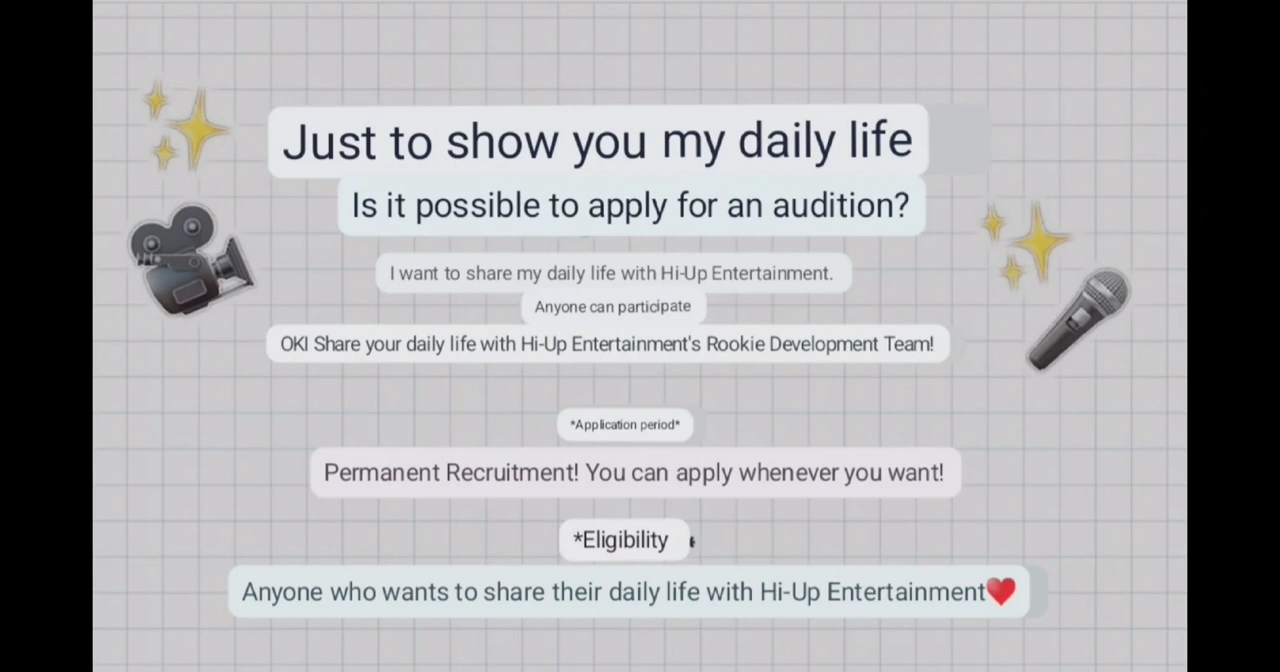 Just to show you my daily life
Is it possible to apply for an audition?
I want to share my daily life with Hi-Up Entertainment.
Anyone can participate
OKI Share your daily life with Hi-Up Entertainment's Rookie Development Team!
*Application period*
Permanent Recruitment! You can apply whenever you want!
*Eligibility
Anyone who wants to share their daily life with Hi-Up Entertainment❤️